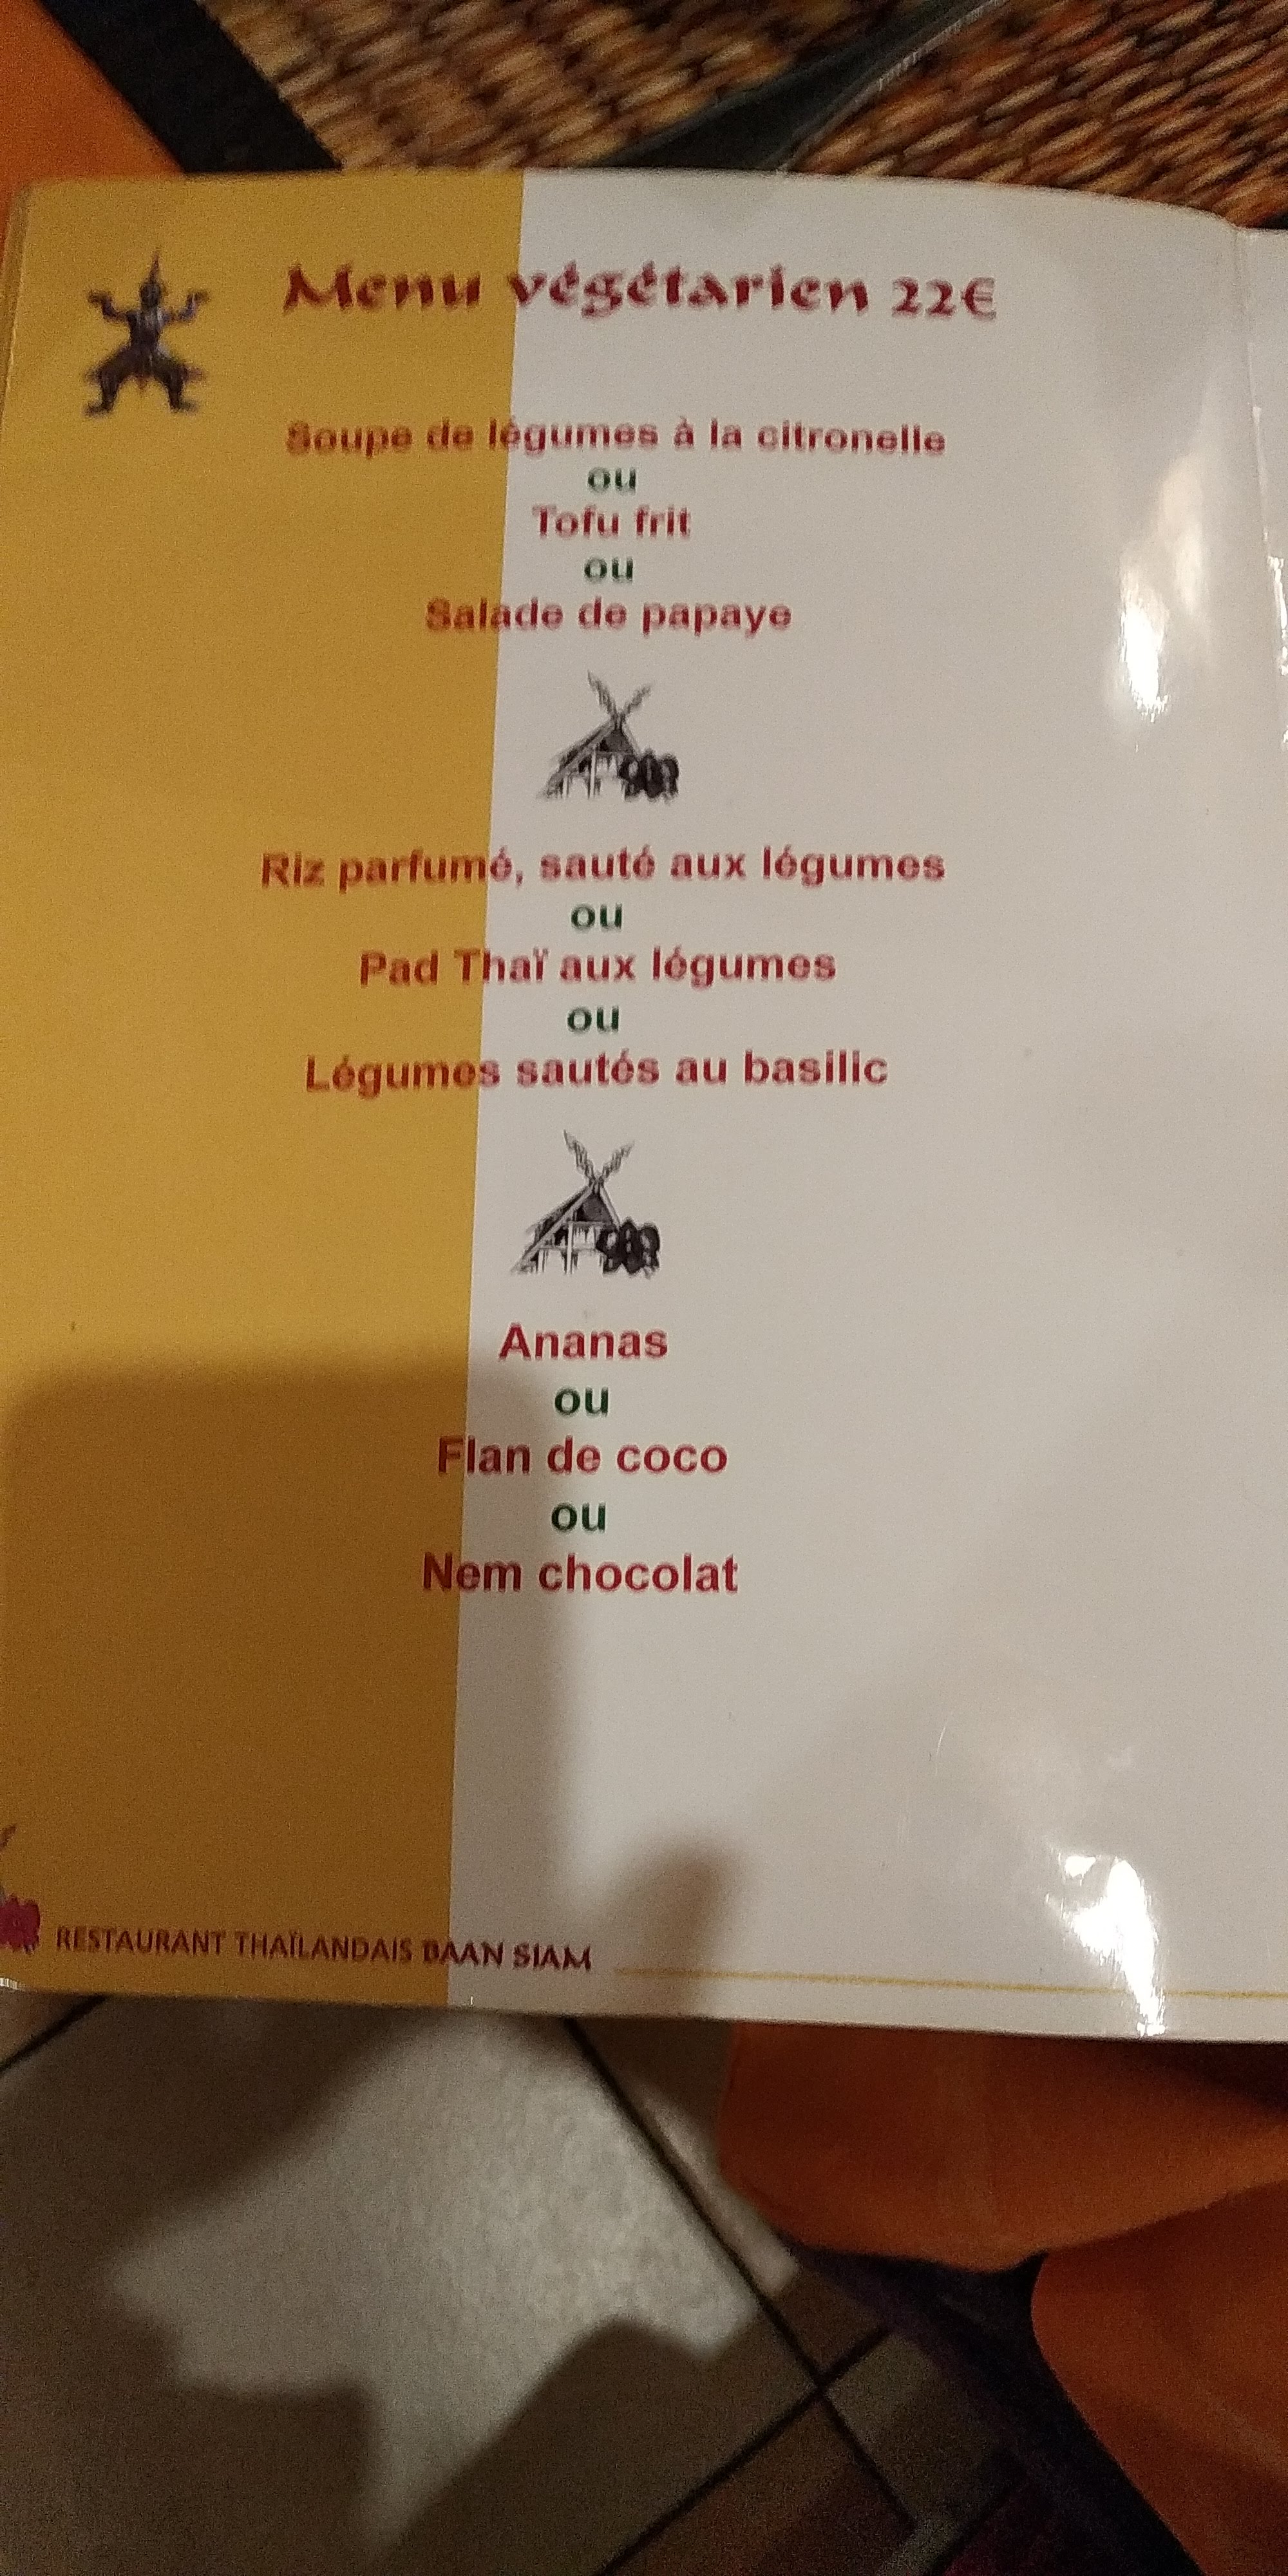 Menu végétarien 22€
Soupe de légumes à la citronelle
ou
Tofu frit
ou
Salade de papaye
Riz parfumé, sauté aux légumes
ou
Pad Thaï aux légumes
ou
Légumes sautés au basilic
Ananas
ou
Flan de coco
ou
Nem chocolat
RESTAURANT THAÏLANDAIS BAAN SIAM